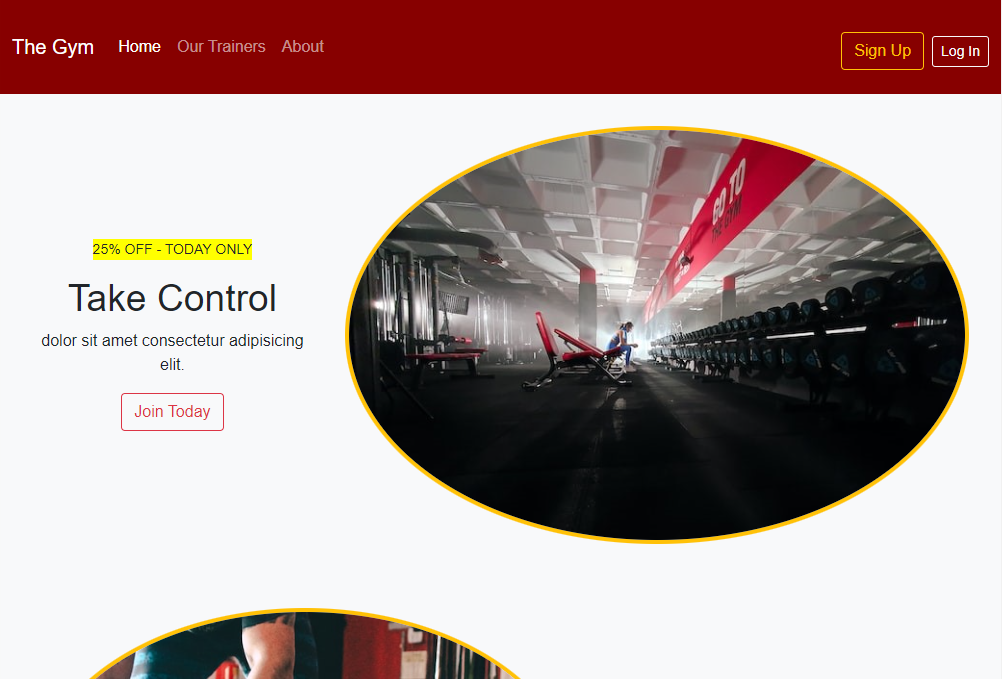 The Gym Home Our Trainers About Sign Up Log In
25% OFF - TODAY ONLY
Take Control
dolor sit amet consectetur adipisicing
elit.
Join Today
GO TO
THE GYM